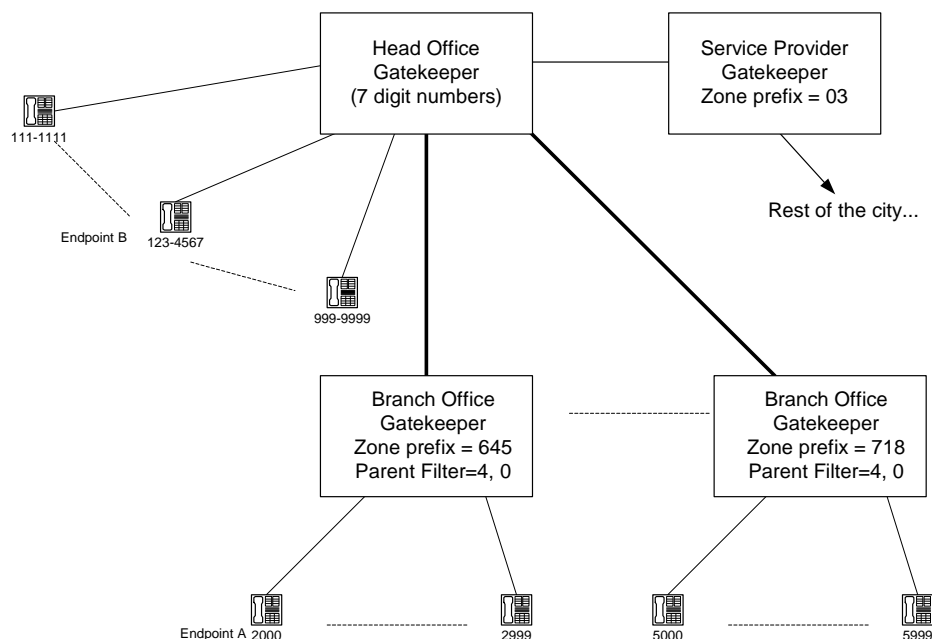 Head Office
Gatekeeper
(7 digit numbers)
Service Provider
Gatekeeper
Zone prefix = 03
111-1111
Rest of the city...
Endpoint B
123-4567
999-9999
Branch Office
Gatekeeper
Zone prefix = 645
Parent Filter=4, 0
Branch Office
Gatekeeper
Zone prefix = 718
Parent Filter=4, 0
Endpoint A
2000
2999
5000
5999